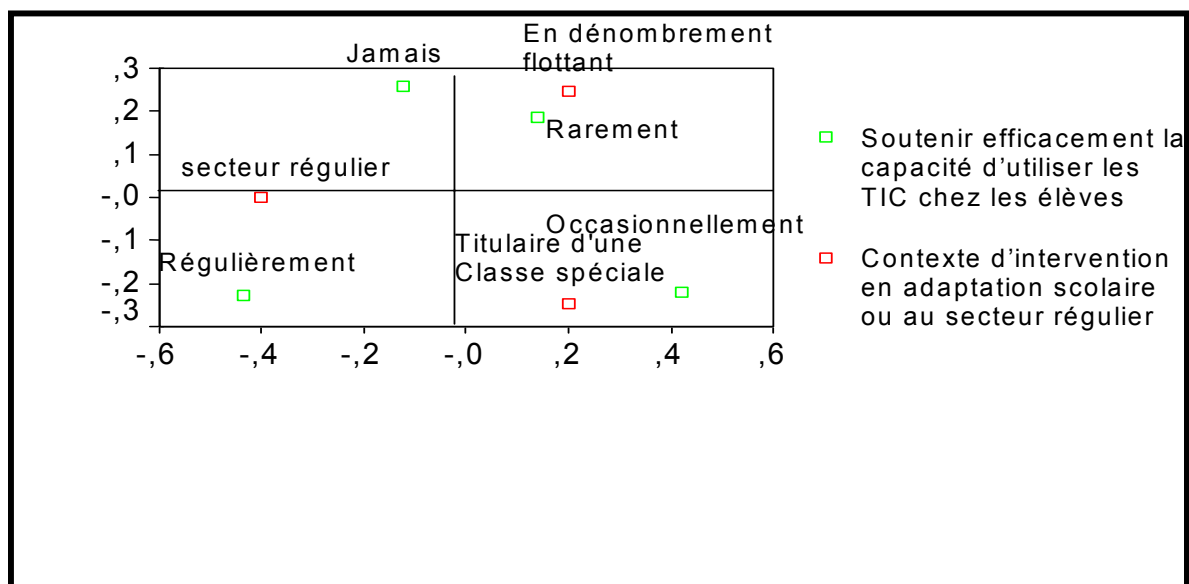 En dénombrement
flottant
Jamais
Rarement
secteur régulier
Occasionnellement
Titulaire d'une
Classe spéciale
Régulièrement
,3
,2
,1
-,0
-,1
-,2
-,3
-,6
-,4
-,2
-,0
,2
,4
,6
Soutenir efficacement la
capacité d’utiliser les
TIC chez les élèves
Contexte d’intervention
en adaptation scolaire
ou au secteur régulier